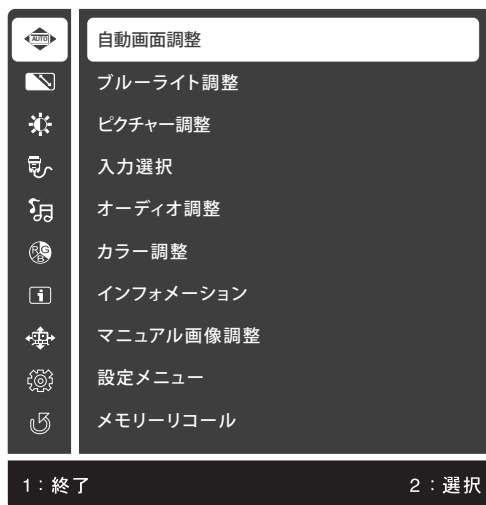 AUTO 自動画面調整
ブルーライト調整
ピクチャー調整
入力選択
オーディオ調整
RGB カラー調整
i インフォメーション
マニュアル画像調整
設定メニュー
メモリーリコール
1：終了 2：選択